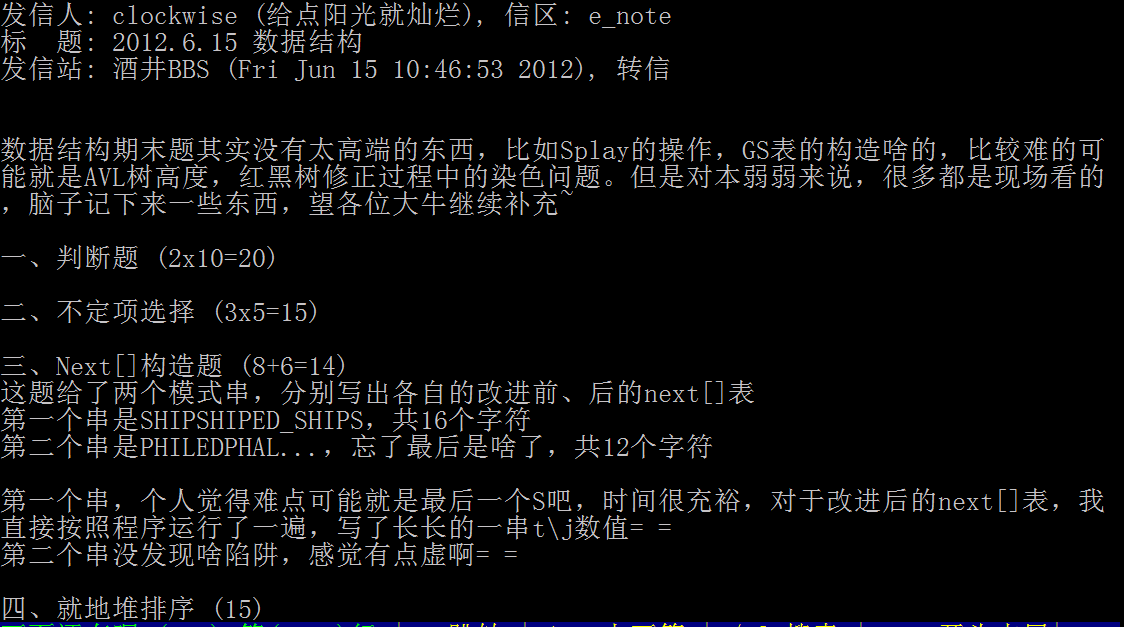 发信人: clockwise (给点阳光就灿烂), 信区: e_note
标  题: 2012.6.15 数据结构
发信站: 酒井BBS (Fri Jun 15 10:46:53 2012), 转信
数据结构期末题其实没有太高端的东西，比如Splay的操作，GS表的构造啥的，比较难的可
能就是AVL树高度，红黑树修正过程中的染色问题。但是对本弱弱来说，很多都是现场看的
，脑子记下来一些东西，望各位大牛继续补充~
一、判断题 (2x10=20)
二、不定项选择 (3x5=15)
三、Next[]构造题 (8+6=14)
这题给了两个模式串，分别写出各自的改进前、后的next[]表
第一个串是SHIPSHIPED_SHIPS，共16个字符
第二个串是PHILEDPHAL...，忘了最后是啥了，共12个字符
第一个串，个人觉得难点可能就是最后一个S吧，时间很充裕，对于改进后的next[]表，我
直接按照程序运行了一遍，写了长长的一串t\j数值= =
第二个串没发现啥陷阱，感觉有点虚啊= =
四、就地堆排序 (15)